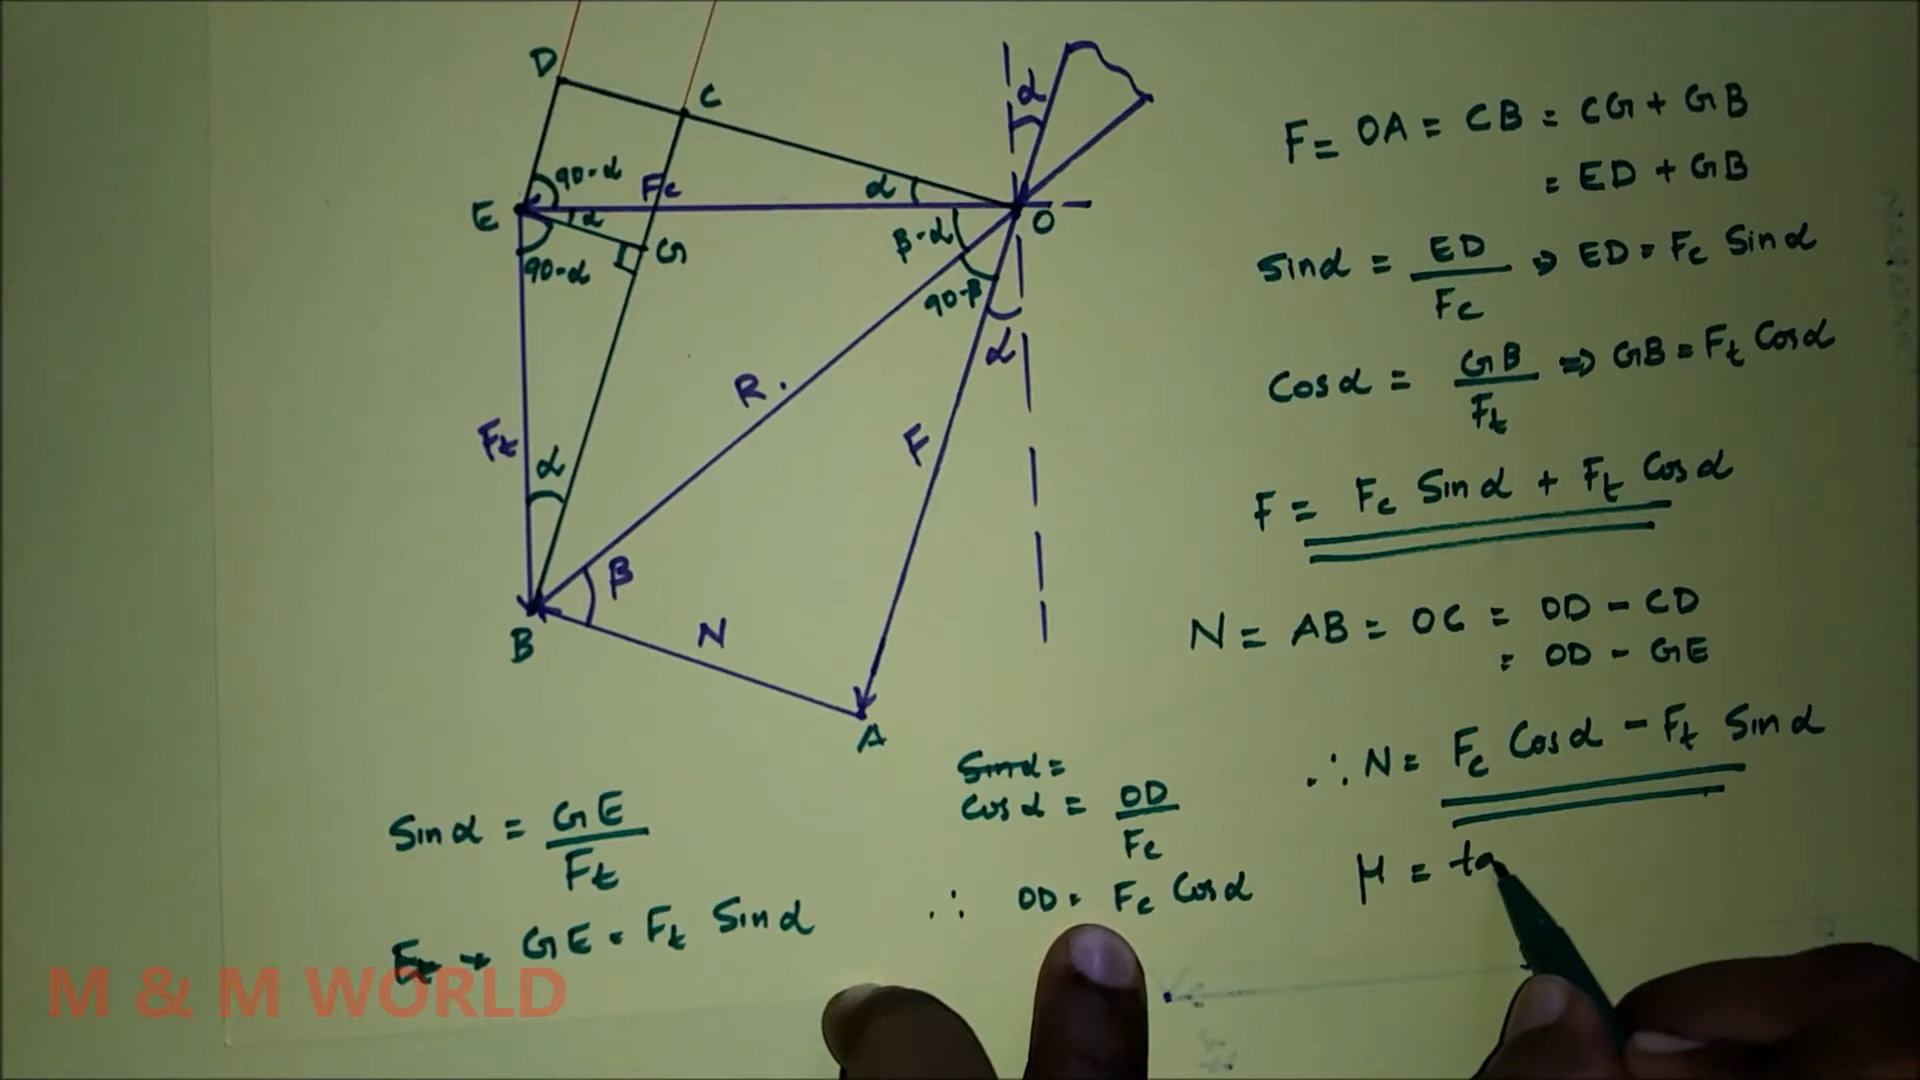 D
C
α
90-α
Fc
α
E
α
O
G
β-α
90-α
90-β
α
R
Ft
F
α
β
B
N
A
F = OA = CB = CG + GB
= ED + GB
Sinα = ED / Fc ⇒ ED = Fc Sinα
Cosα = GB / Ft ⇒ GB = Ft Cosα
F = Fc Sinα + Ft Cosα
N = AB = OC = OD - CD
= OD - GE
∴ N = Fc Cosα - Ft Sinα
μ = ta
Sinα =
Cosα = OD / Fc
∴ OD = Fc Cosα
Sinα = GE / Ft
GE = Ft Sinα
M & M WORLD